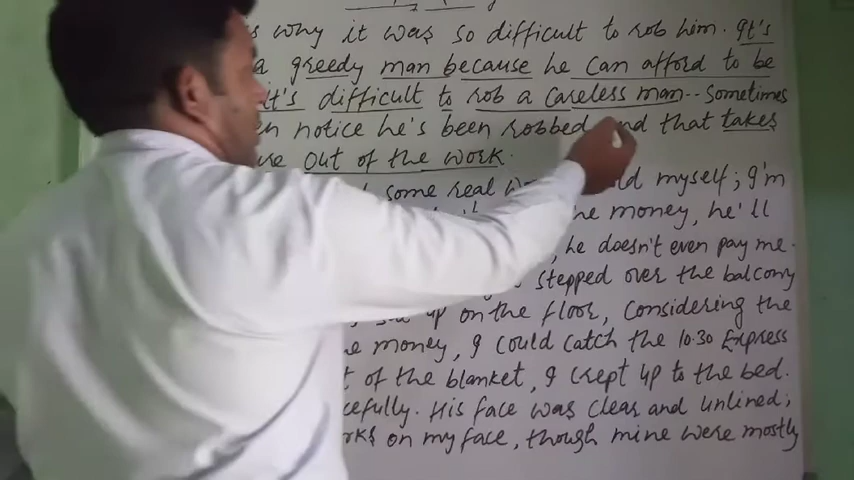 why it was so difficult to rob him. It's
a greedy man because he can afford to be
it's difficult to rob a careless man-- sometimes
notice he's been robbed and that takes
out of the work.
some real myself; I'm
the money, he'll
, he doesn't even pay me.
stepped over the balcony
up on the floor, considering the
money, I could catch the 10.30 Express
of the blanket, I crept up to the bed.
His face was clear and unlined;
on my face, though mine were mostly